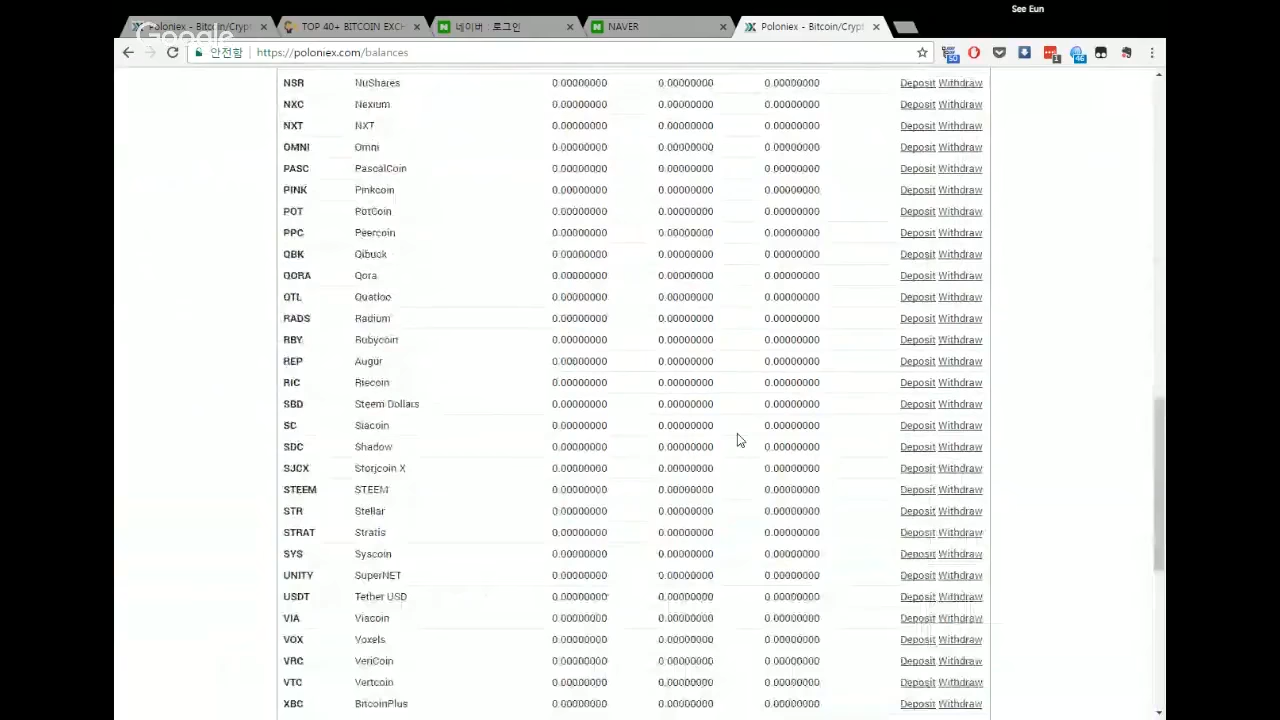 See Eun
Poloniex - Bitcoin/Crypt
TOP 40+ BITCOIN EXCH
네이버 : 로그인
NAVER
Poloniex - Bitcoin/Crypt
Google
안전함 https://poloniex.com/balances
50
1
46
NSR NuShares 0.00000000 0.00000000 0.00000000 Deposit Withdraw
NXC Nexium 0.00000000 0.00000000 0.00000000 Deposit Withdraw
NXT NXT 0.00000000 0.00000000 0.00000000 Deposit Withdraw
OMNI Omni 0.00000000 0.00000000 0.00000000 Deposit Withdraw
PASC PascalCoin 0.00000000 0.00000000 0.00000000 Deposit Withdraw
PINK Pinkcoin 0.00000000 0.00000000 0.00000000 Deposit Withdraw
POT PotCoin 0.00000000 0.00000000 0.00000000 Deposit Withdraw
PPC Peercoin 0.00000000 0.00000000 0.00000000 Deposit Withdraw
QBK Qibuck 0.00000000 0.00000000 0.00000000 Deposit Withdraw
QORA Qora 0.00000000 0.00000000 0.00000000 Deposit Withdraw
QTL Quatloo 0.00000000 0.00000000 0.00000000 Deposit Withdraw
RADS Radium 0.00000000 0.00000000 0.00000000 Deposit Withdraw
RBY Rubycoin 0.00000000 0.00000000 0.00000000 Deposit Withdraw
REP Augur 0.00000000 0.00000000 0.00000000 Deposit Withdraw
RIC Riecoin 0.00000000 0.00000000 0.00000000 Deposit Withdraw
SBD Steem Dollars 0.00000000 0.00000000 0.00000000 Deposit Withdraw
SC Siacoin 0.00000000 0.00000000 0.00000000 Deposit Withdraw
SDC Shadow 0.00000000 0.00000000 0.00000000 Deposit Withdraw
SJCX Storjcoin X 0.00000000 0.00000000 0.00000000 Deposit Withdraw
STEEM STEEM 0.00000000 0.00000000 0.00000000 Deposit Withdraw
STR Stellar 0.00000000 0.00000000 0.00000000 Deposit Withdraw
STRAT Stratis 0.00000000 0.00000000 0.00000000 Deposit Withdraw
SYS Syscoin 0.00000000 0.00000000 0.00000000 Deposit Withdraw
UNITY SuperNET 0.00000000 0.00000000 0.00000000 Deposit Withdraw
USDT Tether USD 0.00000000 0.00000000 0.00000000 Deposit Withdraw
VIA Viacoin 0.00000000 0.00000000 0.00000000 Deposit Withdraw
VOX Voxels 0.00000000 0.00000000 0.00000000 Deposit Withdraw
VRC VeriCoin 0.00000000 0.00000000 0.00000000 Deposit Withdraw
VTC Vertcoin 0.00000000 0.00000000 0.00000000 Deposit Withdraw
XBC BitcoinPlus 0.00000000 0.00000000 0.00000000 Deposit Withdraw